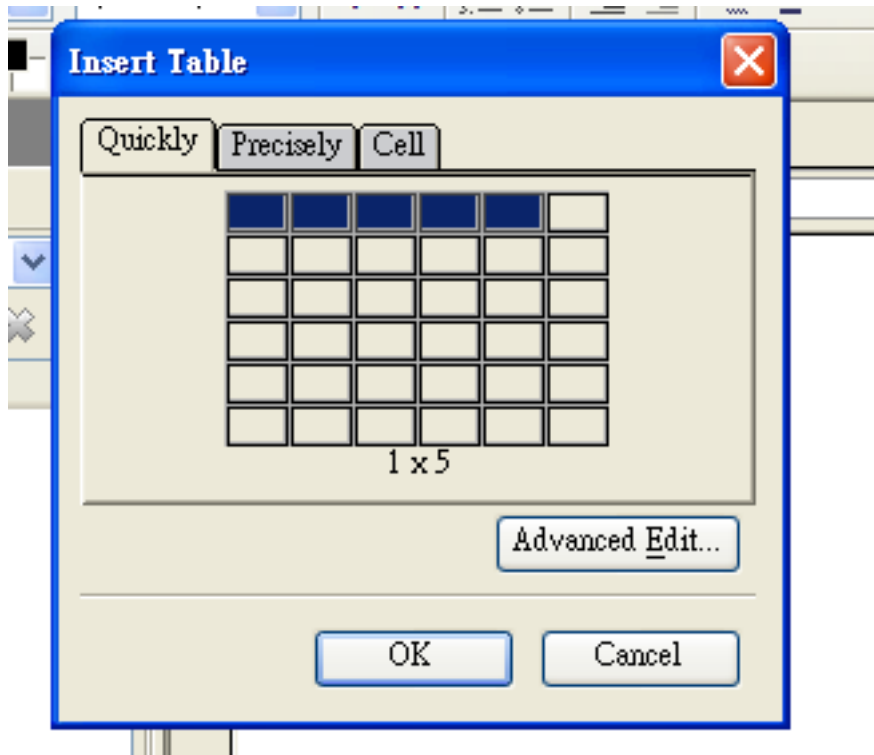 Insert Table
Quickly Precisely Cell
1 x 5
Advanced Edit...
OK Cancel